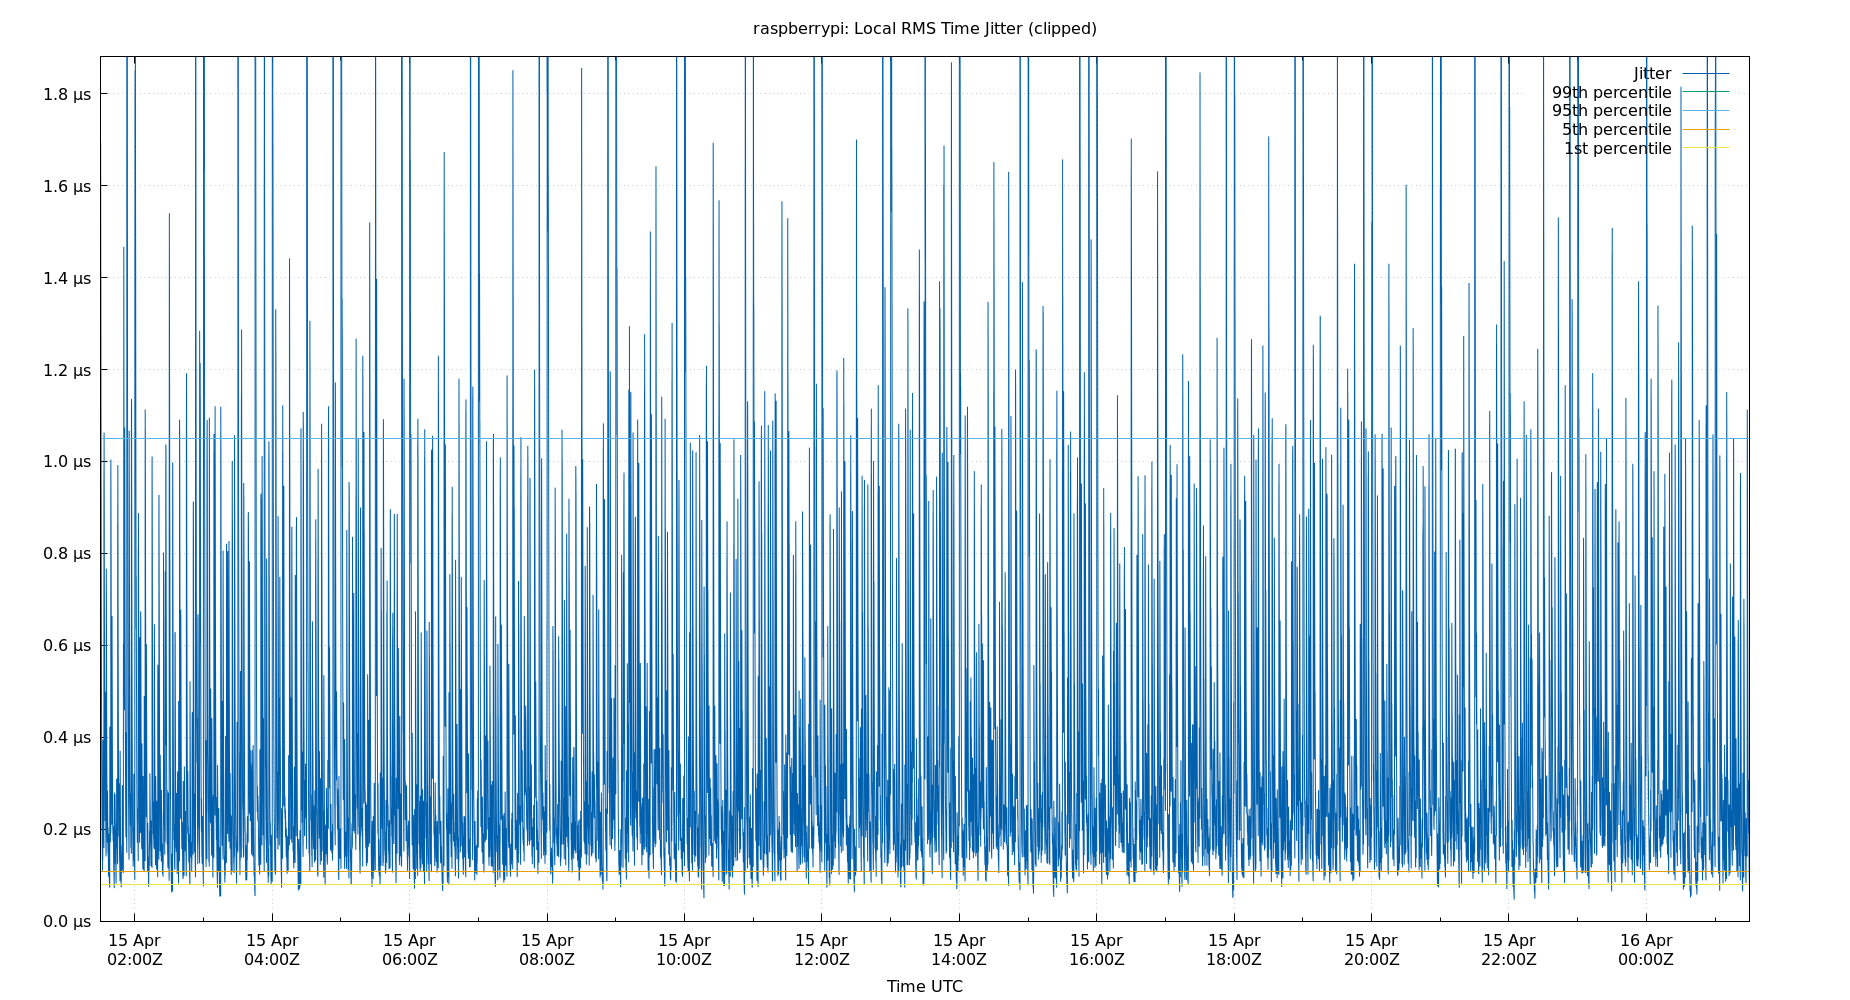 raspberrypi: Local RMS Time Jitter (clipped)
Jitter
99th percentile
95th percentile
5th percentile
1st percentile
1.8 µs
1.6 µs
1.4 µs
1.2 µs
1.0 µs
0.8 µs
0.6 µs
0.4 µs
0.2 µs
0.0 µs
15 Apr 15 Apr 15 Apr 15 Apr 15 Apr 15 Apr 15 Apr 15 Apr 15 Apr 15 Apr 15 Apr 16 Apr
02:00Z 04:00Z 06:00Z 08:00Z 10:00Z 12:00Z 14:00Z 16:00Z 18:00Z 20:00Z 22:00Z 00:00Z
Time UTC